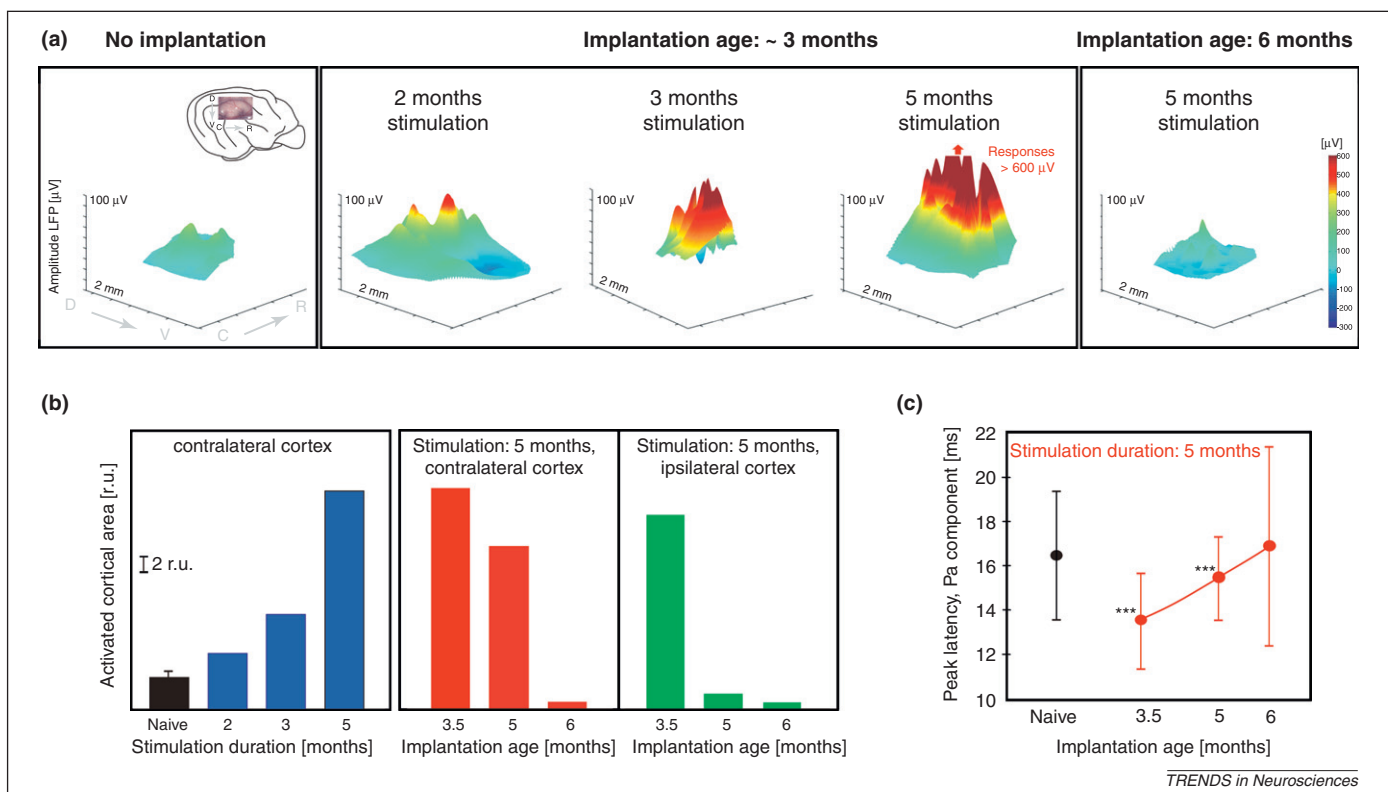 (a)
No implantation
Implantation age: ~ 3 months
Implantation age: 6 months
D
V
C
R
2 months
stimulation
3 months
stimulation
5 months
stimulation
5 months
stimulation
Responses
> 600 μV
[μV]
600
500
400
300
200
100
0
-100
-200
-300
Amplitude LFP [μV]
100 μV
2 mm
D
V
C
R
100 μV
2 mm
2 mm
100 μV
2 mm
100 μV
2 mm
(b)
Activated cortical area [r.u.]
2 r.u.
contralateral cortex
Naive
2
3
5
Stimulation duration [months]
Stimulation: 5 months,
contralateral cortex
3.5
5
6
Implantation age [months]
Stimulation: 5 months,
ipsilateral cortex
3.5
5
6
Implantation age [months]
(c)
Peak latency, Pa component [ms]
22
20
18
16
14
12
10
Stimulation duration: 5 months
***
***
Naive
3.5
5
6
Implantation age [months]
TRENDS in Neurosciences